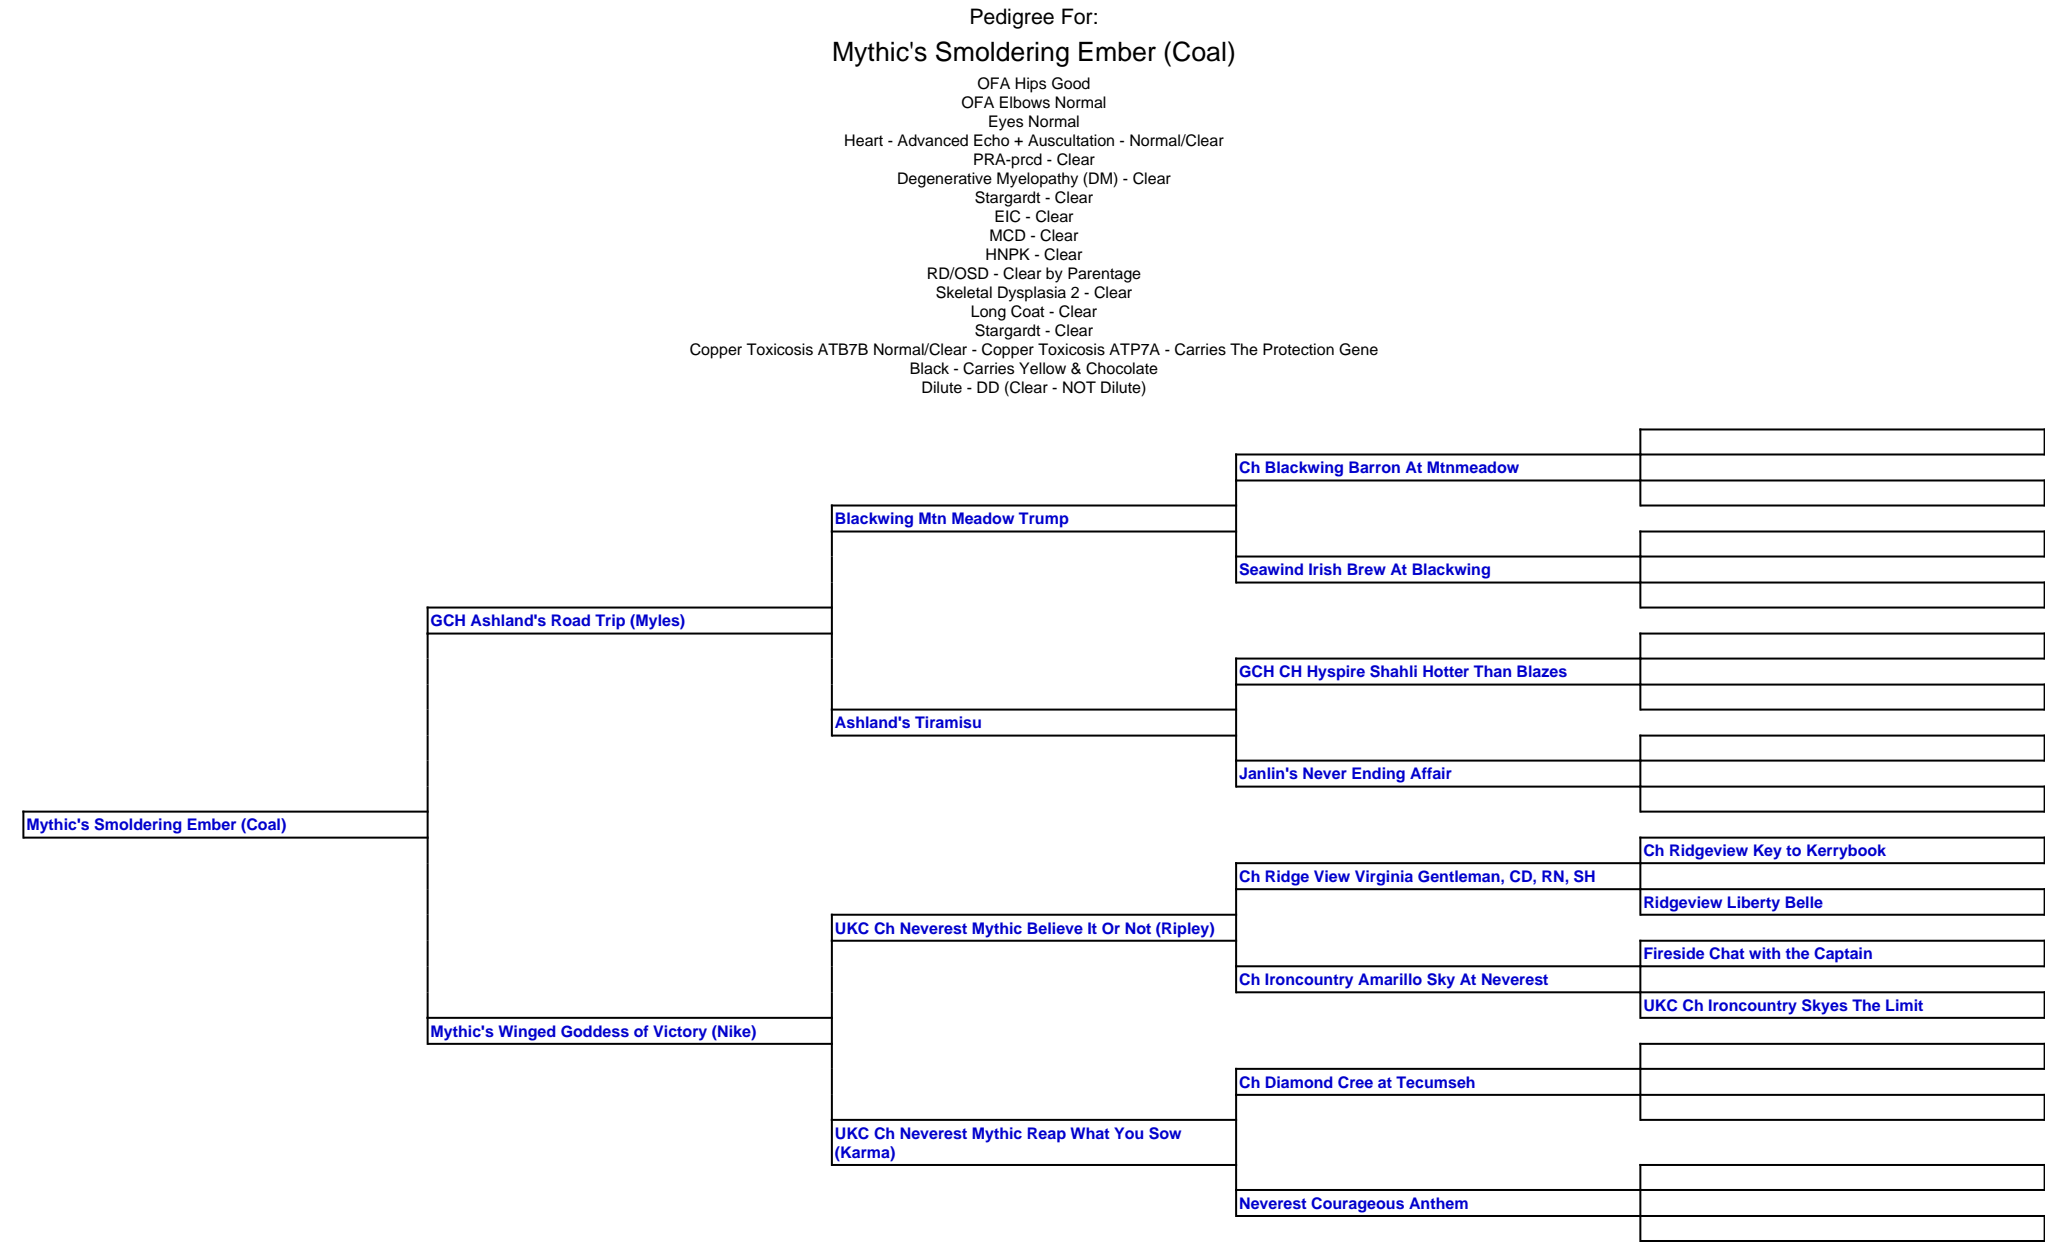 Pedigree For:
Mythic's Smoldering Ember (Coal)
OFA Hips Good
OFA Elbows Normal
Eyes Normal
Heart - Advanced Echo + Auscultation - Normal/Clear
PRA-prcd - Clear
Degenerative Myelopathy (DM) - Clear
Stargardt - Clear
EIC - Clear
MCD - Clear
HNPK - Clear
RD/OSD - Clear by Parentage
Skeletal Dysplasia 2 - Clear
Long Coat - Clear
Stargardt - Clear
Copper Toxicosis ATB7B Normal/Clear - Copper Toxicosis ATP7A - Carries The Protection Gene
Black - Carries Yellow & Chocolate
Dilute - DD (Clear - NOT Dilute)
Ch Blackwing Barron At Mtnmeadow
Blackwing Mtn Meadow Trump
Seawind Irish Brew At Blackwing
GCH Ashland's Road Trip (Myles)
GCH CH Hyspire Shahli Hotter Than Blazes
Ashland's Tiramisu
Janlin's Never Ending Affair
Mythic's Smoldering Ember (Coal)
Ch Ridgeview Key to Kerrybook
Ch Ridge View Virginia Gentleman, CD, RN, SH
Ridgeview Liberty Belle
UKC Ch Neverest Mythic Believe It Or Not (Ripley)
Fireside Chat with the Captain
Ch Ironcountry Amarillo Sky At Neverest
UKC Ch Ironcountry Skyes The Limit
Mythic's Winged Goddess of Victory (Nike)
Ch Diamond Cree at Tecumseh
UKC Ch Neverest Mythic Reap What You Sow
(Karma)
Neverest Courageous Anthem